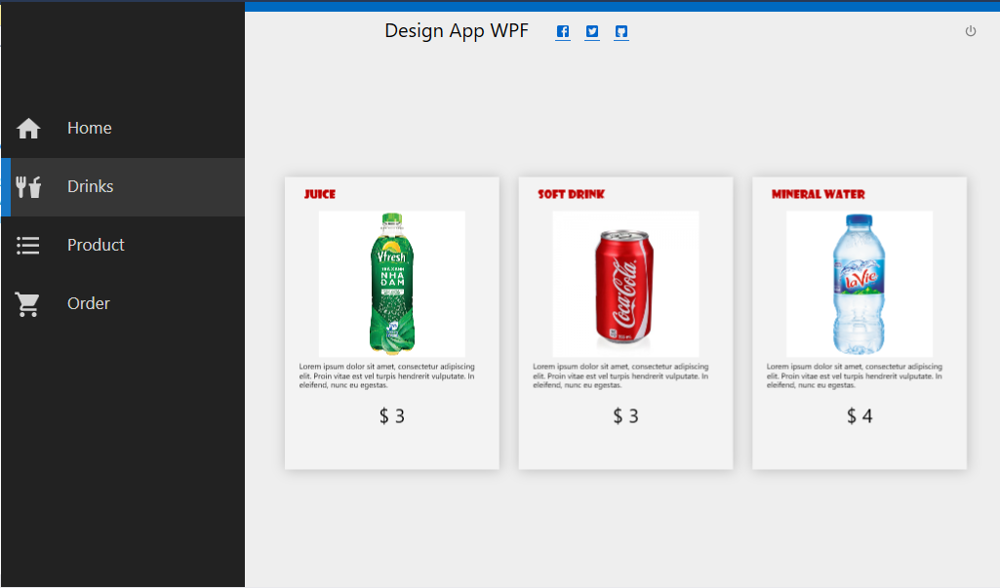 Design App WPF
Home
Drinks
Product
Order
JUICE
Vfresh
NHA
ĐAM
Lorem ipsum dolor sit amet, consectetur adipiscing
elit. Proin vitae est vel turpis hendrerit vulputate. In
eleifend, nunc eu egestas.
$ 3
SOFT DRINK
Coca-Cola
Lorem ipsum dolor sit amet, consectetur adipiscing
elit. Proin vitae est vel turpis hendrerit vulputate. In
eleifend, nunc eu egestas.
$ 3
MINERAL WATER
LaVie
Lorem ipsum dolor sit amet, consectetur adipiscing
elit. Proin vitae est vel turpis hendrerit vulputate. In
eleifend, nunc eu egestas.
$ 4